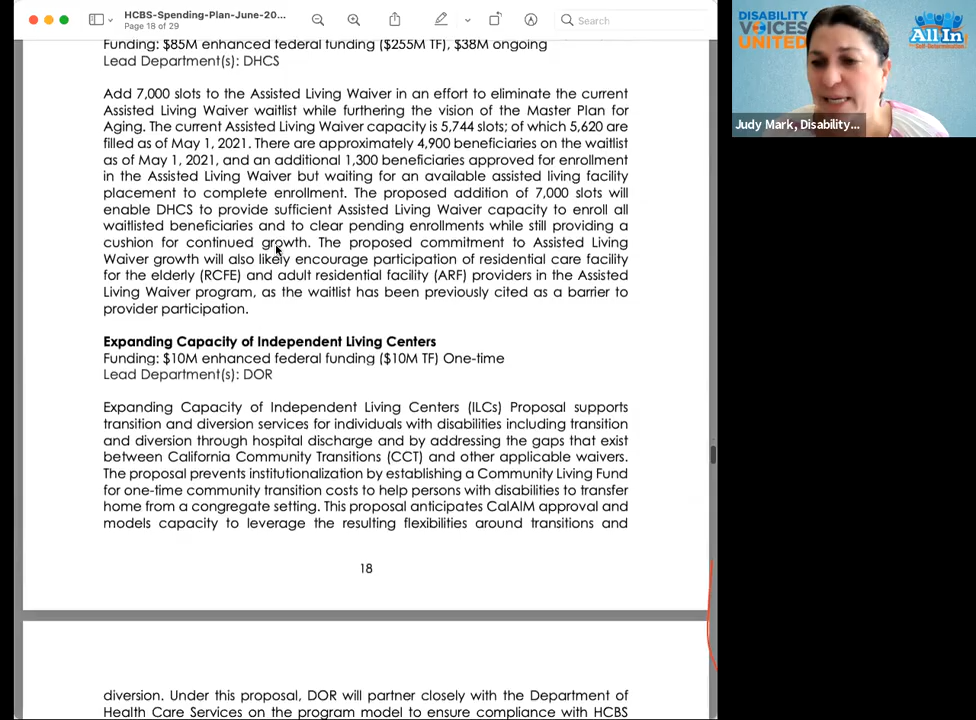 HCBS-Spending-Plan-June-20...
Page 18 of 29
Search
Funding: $85M enhanced federal funding ($255M TF), $38M ongoing
Lead Department(s): DHCS
Add 7,000 slots to the Assisted Living Waiver in an effort to eliminate the current
Assisted Living Waiver waitlist while furthering the vision of the Master Plan for
Aging. The current Assisted Living Waiver capacity is 5,744 slots; of which 5,620 are
filled as of May 1, 2021. There are approximately 4,900 beneficiaries on the waitlist
as of May 1, 2021, and an additional 1,300 beneficiaries approved for enrollment
in the Assisted Living Waiver but waiting for an available assisted living facility
placement to complete enrollment. The proposed addition of 7,000 slots will
enable DHCS to provide sufficient Assisted Living Waiver capacity to enroll all
waitlisted beneficiaries and to clear pending enrollments while still providing a
cushion for continued growth. The proposed commitment to Assisted Living
Waiver growth will also likely encourage participation of residential care facility
for the elderly (RCFE) and adult residential facility (ARF) providers in the Assisted
Living Waiver program, as the waitlist has been previously cited as a barrier to
provider participation.
Expanding Capacity of Independent Living Centers
Funding: $10M enhanced federal funding ($10M TF) One-time
Lead Department(s): DOR
Expanding Capacity of Independent Living Centers (ILCs) Proposal supports
transition and diversion services for individuals with disabilities including transition
and diversion through hospital discharge and by addressing the gaps that exist
between California Community Transitions (CCT) and other applicable waivers.
The proposal prevents institutionalization by establishing a Community Living Fund
for one-time community transition costs to help persons with disabilities to transfer
home from a congregate setting. This proposal anticipates CalAIM approval and
models capacity to leverage the resulting flexibilities around transitions and
18
diversion. Under this proposal, DOR will partner closely with the Department of
Health Care Services on the program model to ensure compliance with HCBS
DISABILITY
VOICES
UNITED
All In
Self-Determination
Judy Mark, Disability...